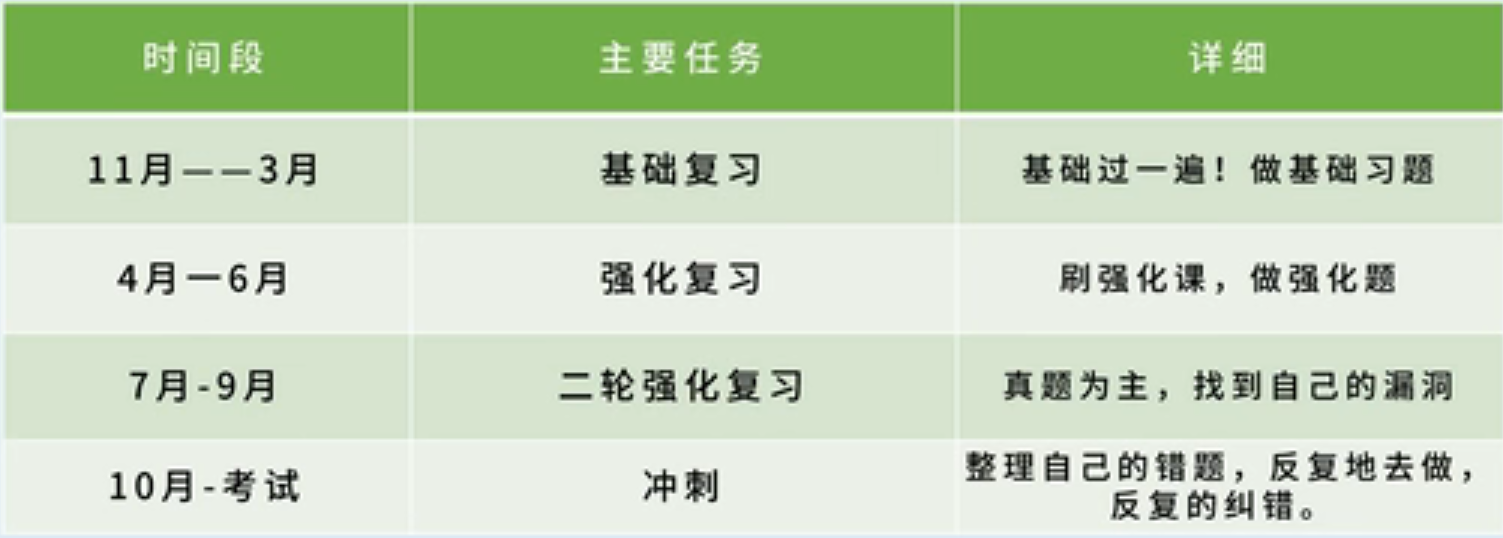 时间段 主要任务 详细
11月——3月 基础复习 基础过一遍！做基础习题
4月一6月 强化复习 刷强化课，做强化题
7月-9月 二轮强化复习 真题为主，找到自己的漏洞
10月-考试 冲刺 整理自己的错题，反复地去做，
反复的纠错。